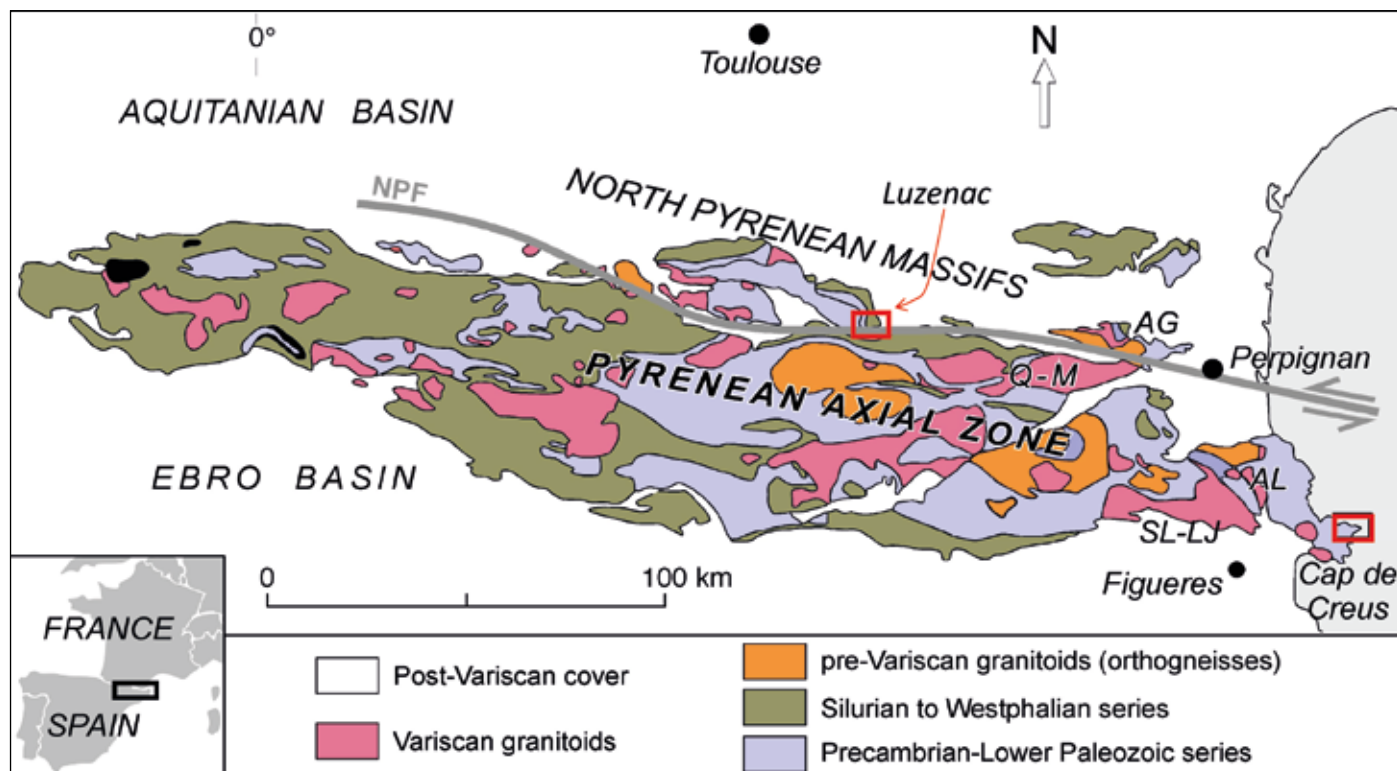 0°
Toulouse
N
AQUITANIAN BASIN
NPF
NORTH PYRENEAN MASSIFS
Luzenac
AG
Perpignan
Q-M
PYRENEAN AXIAL ZONE
EBRO BASIN
AL
SL-LJ
0
100 km
Figueres
Cap de
Creus
FRANCE
SPAIN
Post-Variscan cover
Variscan granitoids
pre-Variscan granitoids (orthogneisses)
Silurian to Westphalian series
Precambrian-Lower Paleozoic series